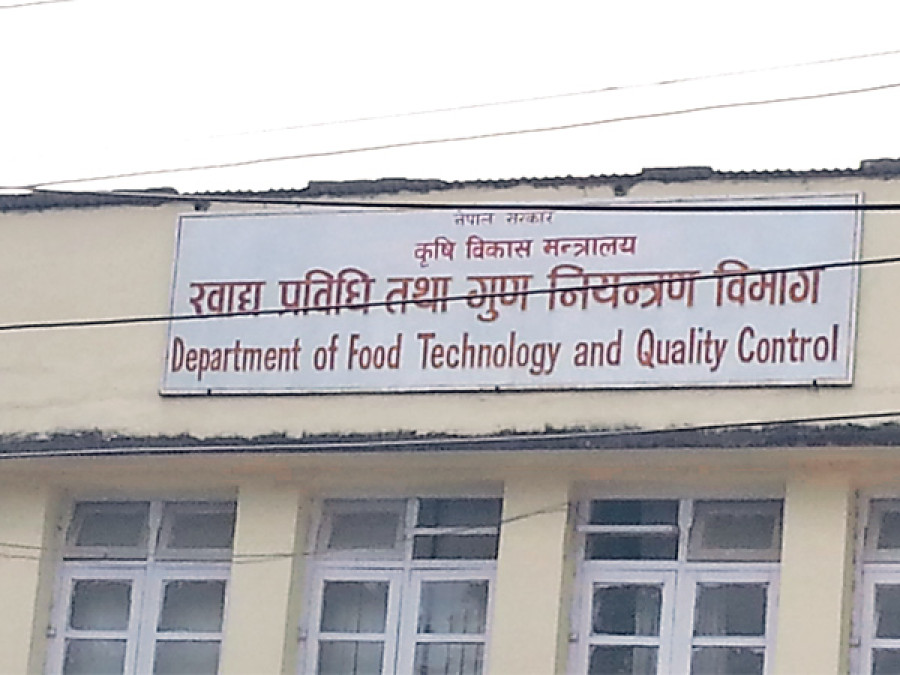 नेपाल सरकार
कृषि विकास मन्त्रालय
खाद्य प्रविधि तथा गुण नियन्त्रण विभाग
Department of Food Technology and Quality Control